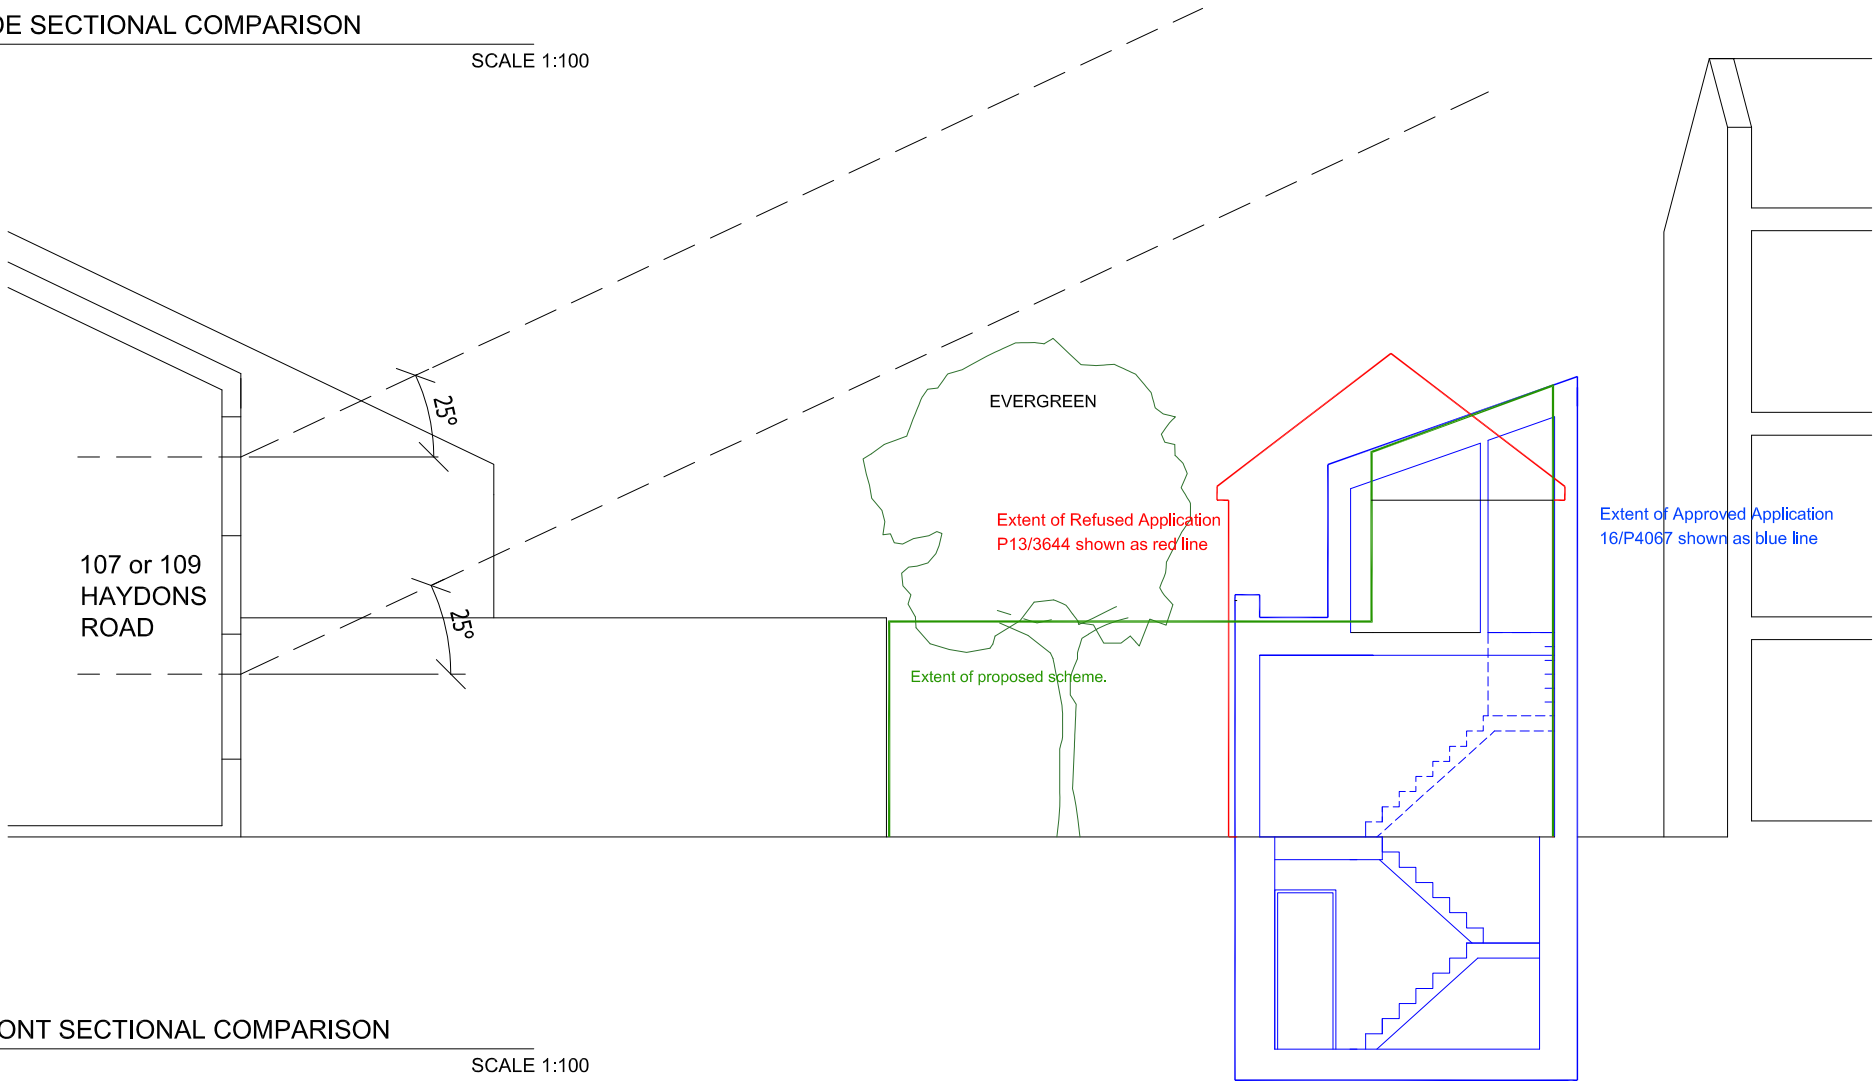 DE SECTIONAL COMPARISON
SCALE 1:100
25°
EVERGREEN
Extent of Refused Application
P13/3644 shown as red line
Extent of Approved Application
16/P4067 shown as blue line
107 or 109
HAYDONS
ROAD
25°
Extent of proposed scheme.
ONT SECTIONAL COMPARISON
SCALE 1:100